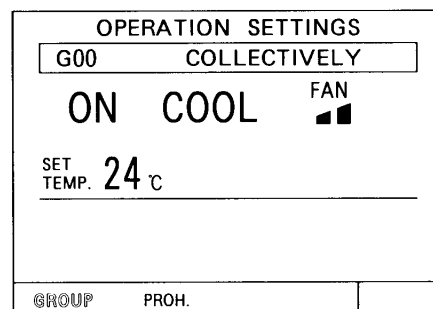 OPERATION SETTINGS
G00 COLLECTIVELY
ON COOL FAN
SET TEMP. 24 ℃
GROUP PROH.